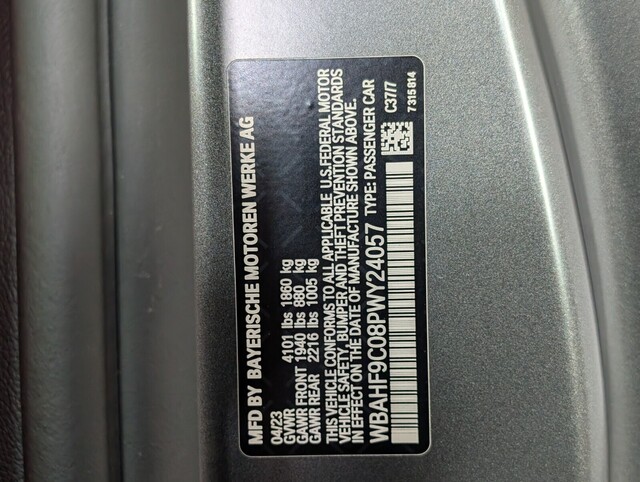 MFD BY BAYERISCHE MOTOREN WERKE AG
04/23
GVWR 4101 lbs 1860 kg
GAWR FRONT 1940 lbs 880 kg
GAWR REAR 2216 lbs 1005 kg
THIS VEHICLE CONFORMS TO ALL APPLICABLE U.S.FEDERAL MOTOR
VEHICLE SAFETY, BUMPER AND THEFT PREVENTION STANDARDS
IN EFFECT ON THE DATE OF MANUFACTURE SHOWN ABOVE.
WBAHF9C08PWY24057 TYPE: PASSENGER CAR
C37/7
7315814